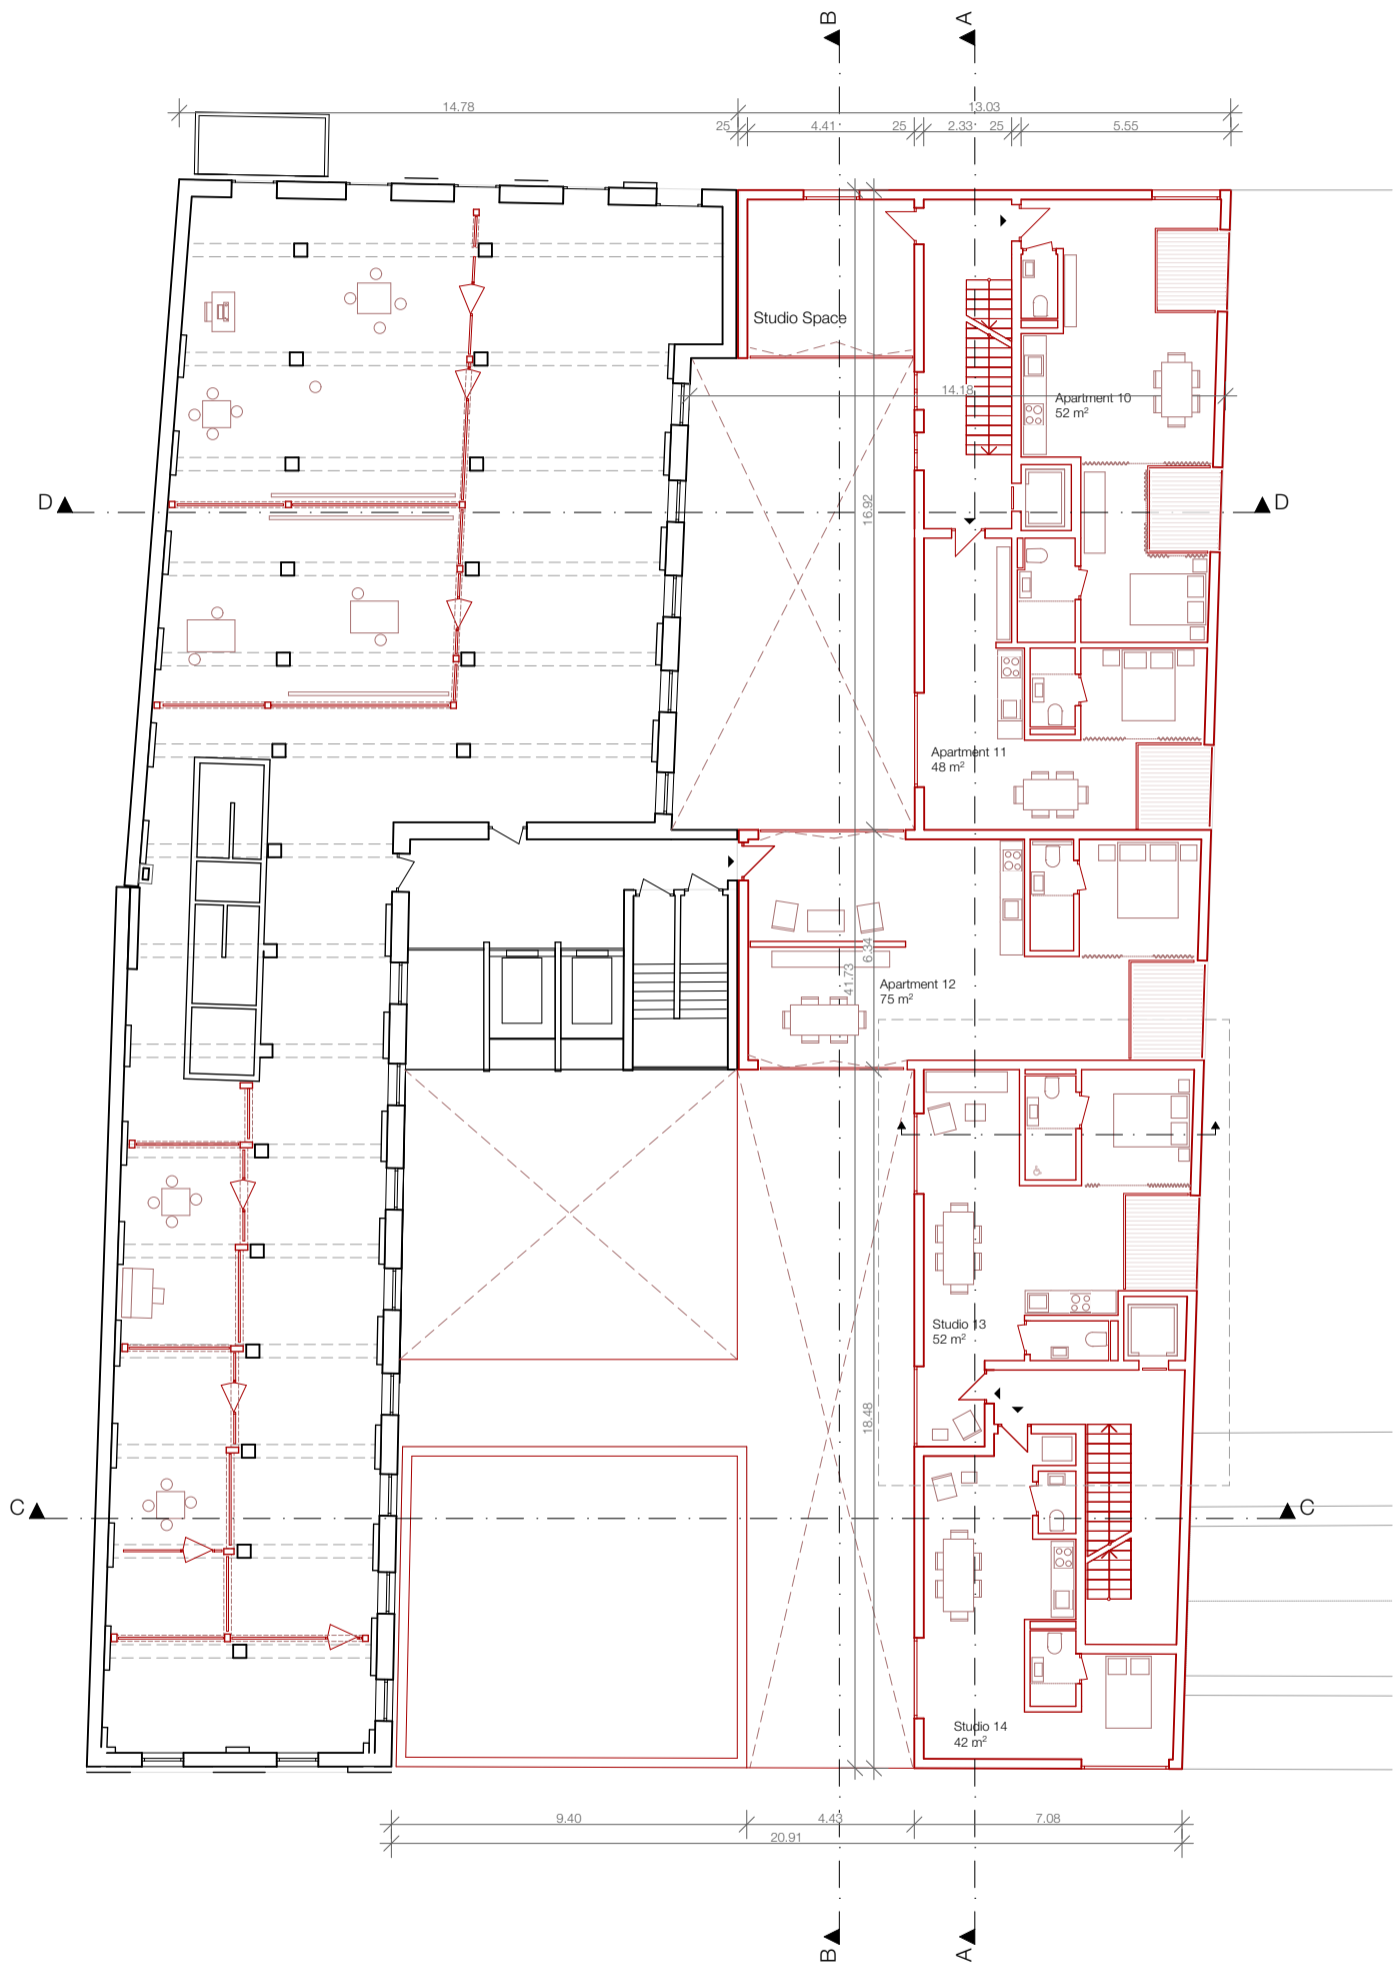 B
A
14.78
13.03
25
4.41
25
2.33
25
5.55
Studio Space
14.18
Apartment 10
52 m²
D
D
16.92
Apartment 11
48 m²
6.34
41.73
Apartment 12
75 m²
Studio 13
52 m²
18.48
C
C
Studio 14
42 m²
9.40
4.43
7.08
20.91
B
A